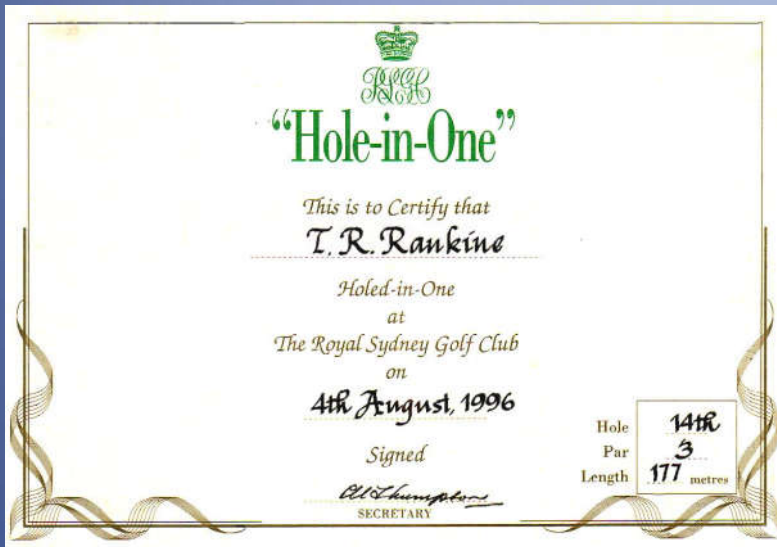 "Hole-in-One"
This is to Certify that
T. R. Rankine
Holed-in-One
at
The Royal Sydney Golf Club
on
4th August, 1996
Signed
SECRETARY
Hole 14th
Par 3
Length 177 metres